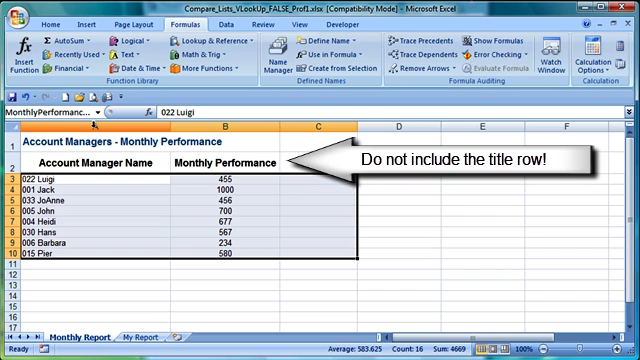 Compare_Lists_VLookUp_FALSE_Prof1.xlsx [Compatibility Mode] - Microsoft Excel
Home Insert Page Layout Formulas Data Review View Developer
Insert Function
AutoSum
Recently Used
Financial
Logical
Text
Date & Time
Lookup & Reference
Math & Trig
More Functions
Function Library
Name Manager
Define Name
Use in Formula
Defined Names
Trace Precedents
Trace Dependents
Remove Arrows
Show Formulas
Error Checking
Evaluate Formula
Formula Auditing
Watch Window
Calculation Options
Calculation
MonthlyPerformanc... fx 022 Luigi
A B C D E F
1 Account Managers - Monthly Performance
2 Account Manager Name Monthly Performance
Do not include the title row!
3 022 Luigi 455
4 001 Jack 1000
5 033 JoAnne 456
6 005 John 700
7 004 Heidi 677
8 030 Hans 567
9 006 Barbara 234
10 015 Pier 580
11
12
13
14
15
16
17
Monthly Report My Report
Ready Average: 583.625 Count: 16 Sum: 4669 100%